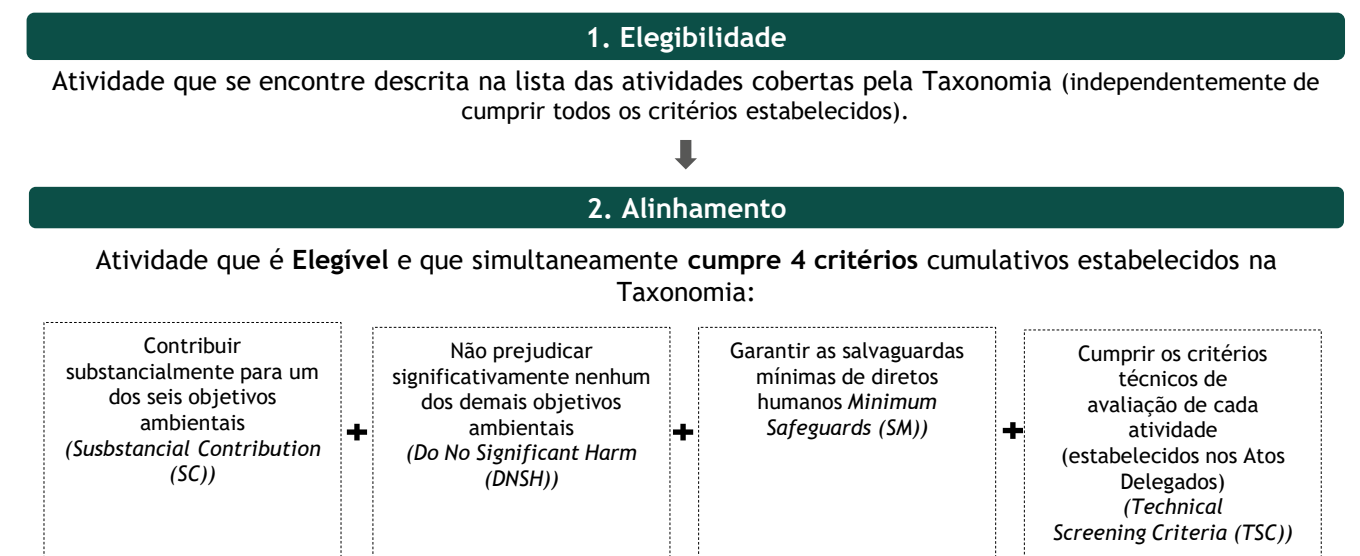 1. Elegibilidade
Atividade que se encontre descrita na lista das atividades cobertas pela Taxonomia (independentemente de
cumprir todos os critérios estabelecidos).
2. Alinhamento
Atividade que é Elegível e que simultaneamente cumpre 4 critérios cumulativos estabelecidos na
Taxonomia:
Contribuir
substancialmente para um
dos seis objetivos
ambientais
(Susbstancial Contribution
(SC))
+
Não prejudicar
significativamente nenhum
dos demais objetivos
ambientais
(Do No Significant Harm
(DNSH))
+
Garantir as salvaguardas
mínimas de diretos
humanos Minimum
Safeguards (SM))
+
Cumprir os critérios
técnicos de
avaliação de cada
atividade
(estabelecidos nos Atos
Delegados)
(Technical
Screening Criteria (TSC))